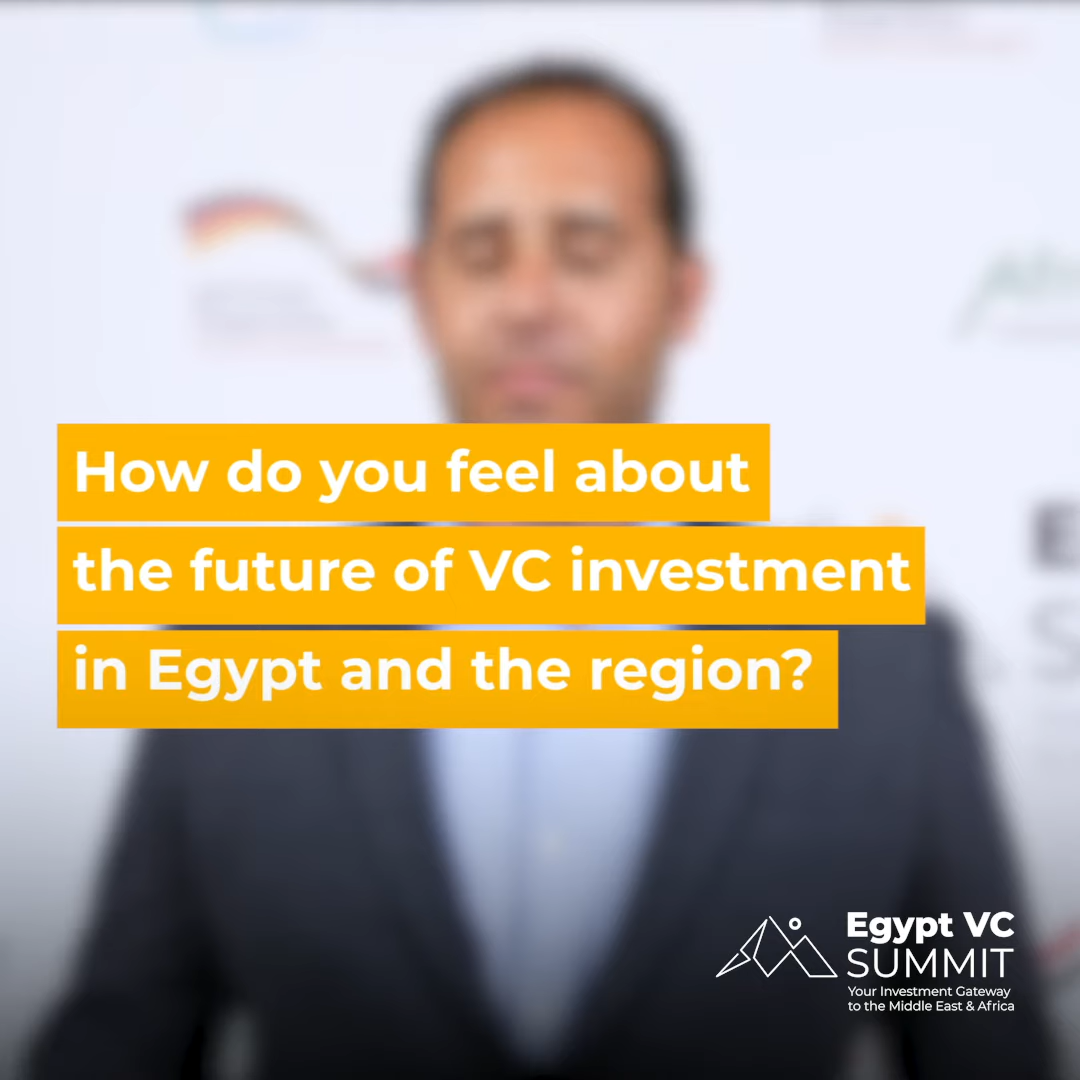 How do you feel about
the future of VC investment
in Egypt and the region?
Egypt VC
SUMMIT
Your Investment Gateway
to the Middle East & Africa